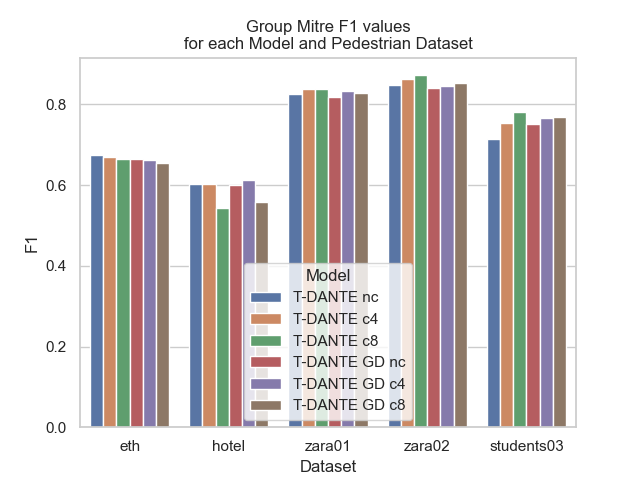 Group Mitre F1 values
for each Model and Pedestrian Dataset
F1
0.8
0.6
0.4
0.2
0.0
Model
T-DANTE nc
T-DANTE c4
T-DANTE c8
T-DANTE GD nc
T-DANTE GD c4
T-DANTE GD c8
eth hotel zara01 zara02 students03
Dataset